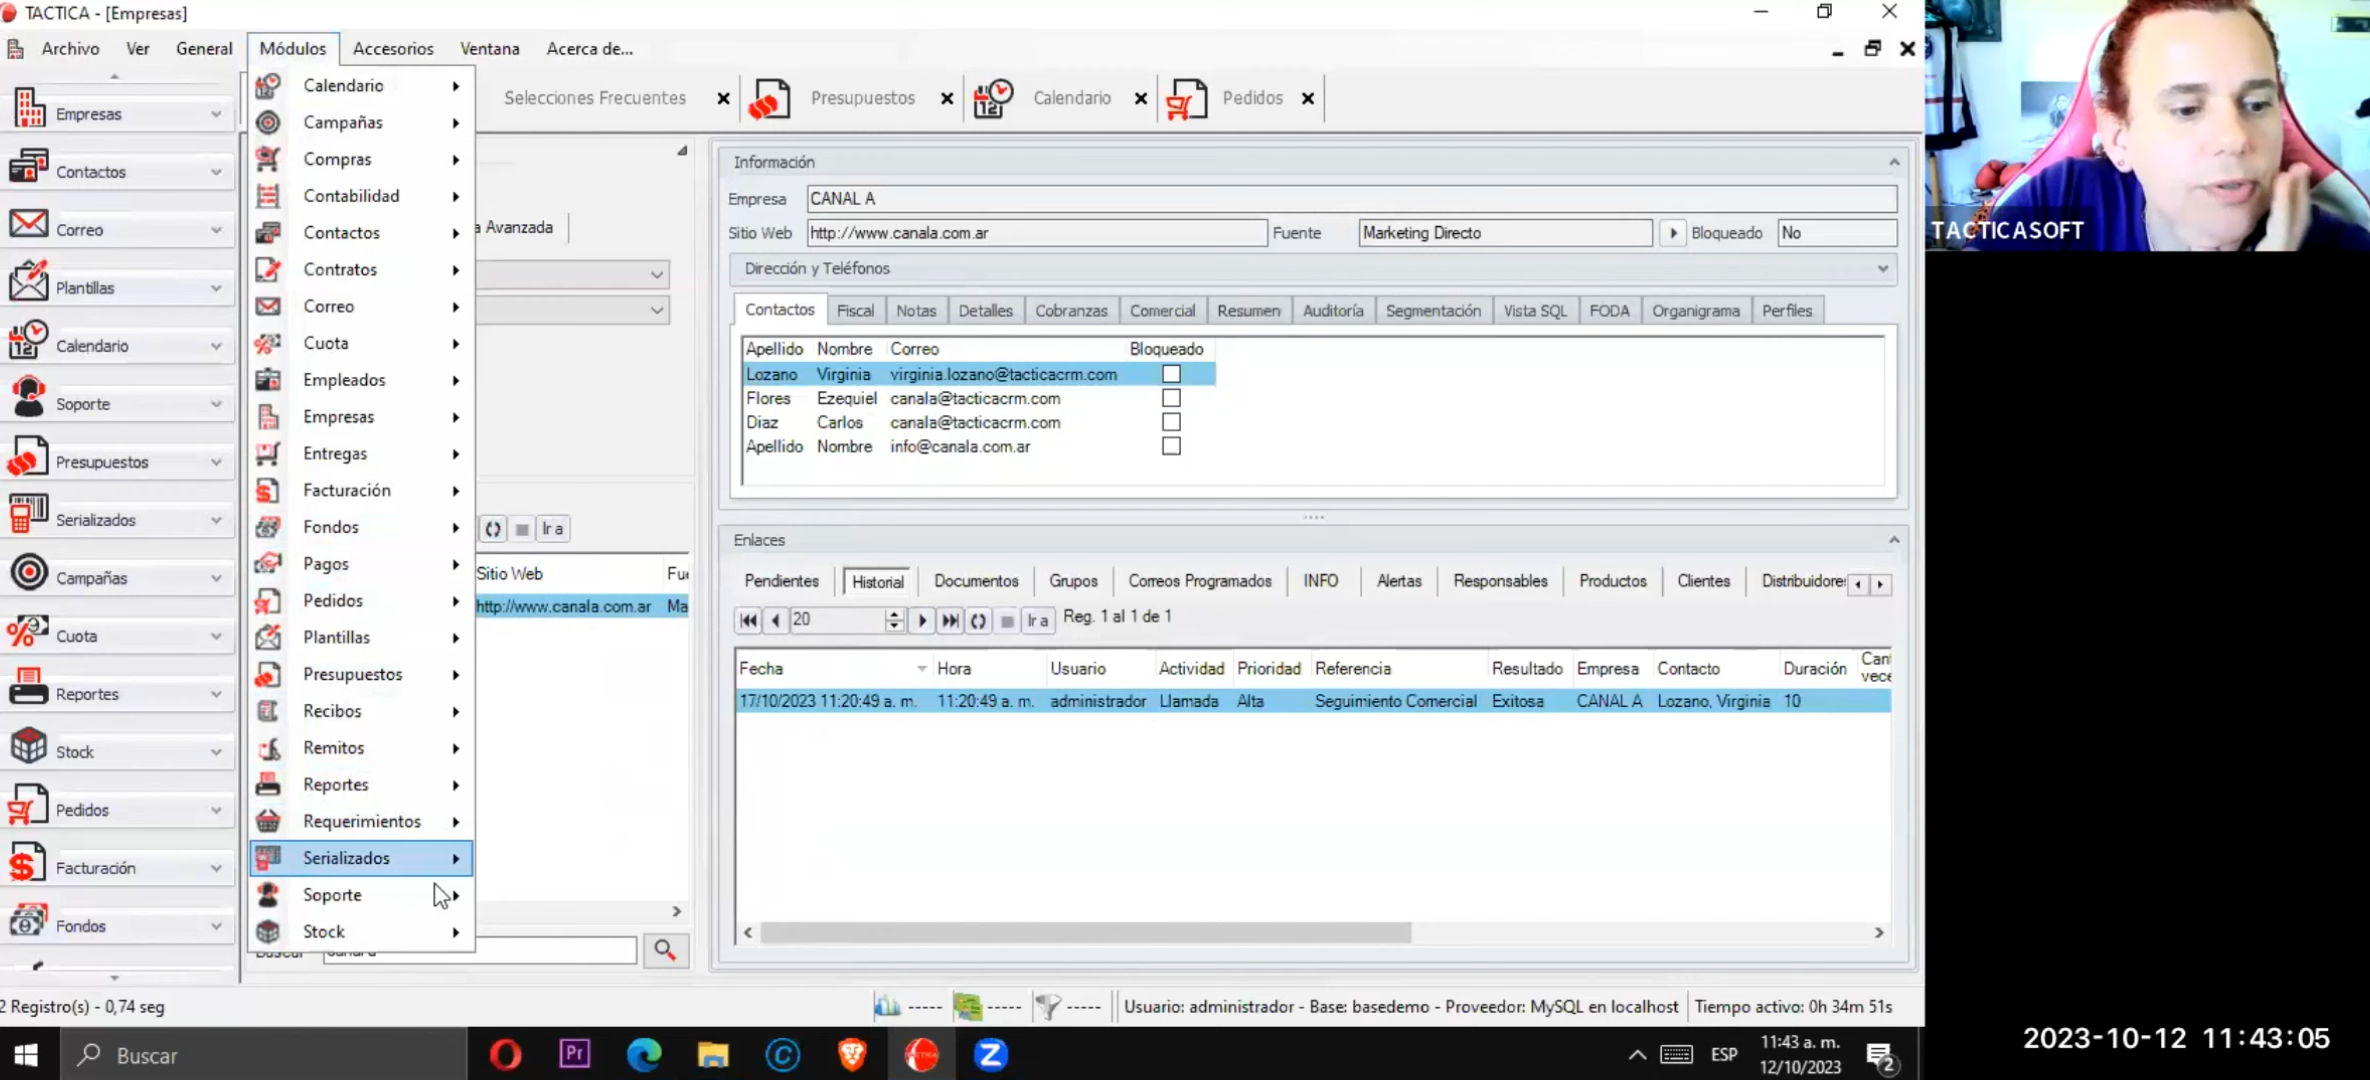 TACTICA - [Empresas]
Archivo Ver General Módulos Accesorios Ventana Acerca de...
Selecciones Frecuentes Presupuestos Calendario Pedidos
Empresas
Contactos
Correo
Plantillas
Calendario
Soporte
Presupuestos
Serializados
Campañas
Cuota
Reportes
Stock
Pedidos
Facturación
Fondos
Calendario
Campañas
Compras
Contabilidad
Contactos
Contratos
Correo
Cuota
Empleados
Empresas
Entregas
Facturación
Fondos
Pagos
Pedidos
Plantillas
Presupuestos
Recibos
Remitos
Reportes
Requerimientos
Serializados
Soporte
Stock
a Avanzada
Ir a
Sitio Web
http://www.canala.com.ar Ma
Información
Empresa CANAL A
Sitio Web http://www.canala.com.ar Fuente Marketing Directo Bloqueado No
Dirección y Teléfonos
Contactos Fiscal Notas Detalles Cobranzas Comercial Resumen Auditoría Segmentación Vista SQL FODA Organigrama Perfiles
Apellido Nombre Correo Bloqueado
Lozano Virginia virginia.lozano@tacticacrm.com
Flores Ezequiel canala@tacticacrm.com
Diaz Carlos canala@tacticacrm.com
Apellido Nombre info@canala.com.ar
Enlaces
Pendientes Historial Documentos Grupos Correos Programados INFO Alertas Responsables Productos Clientes Distribuidore
20 Ir a Reg. 1 al 1 de 1
Fecha Hora Usuario Actividad Prioridad Referencia Resultado Empresa Contacto Duración
17/10/2023 11:20:49 a. m. 11:20:49 a. m. administrador Llamada Alta Seguimiento Comercial Exitosa CANAL A Lozano, Virginia 10
2 Registro(s) - 0,74 seg
----- ----- -----
Usuario: administrador - Base: basedemo - Proveedor: MySQL en localhost
Tiempo activo: 0h 34m 51s
Buscar
Pr
ESP
11:43 a. m.
12/10/2023
2
TACTICASOFT
2023-10-12 11:43:05